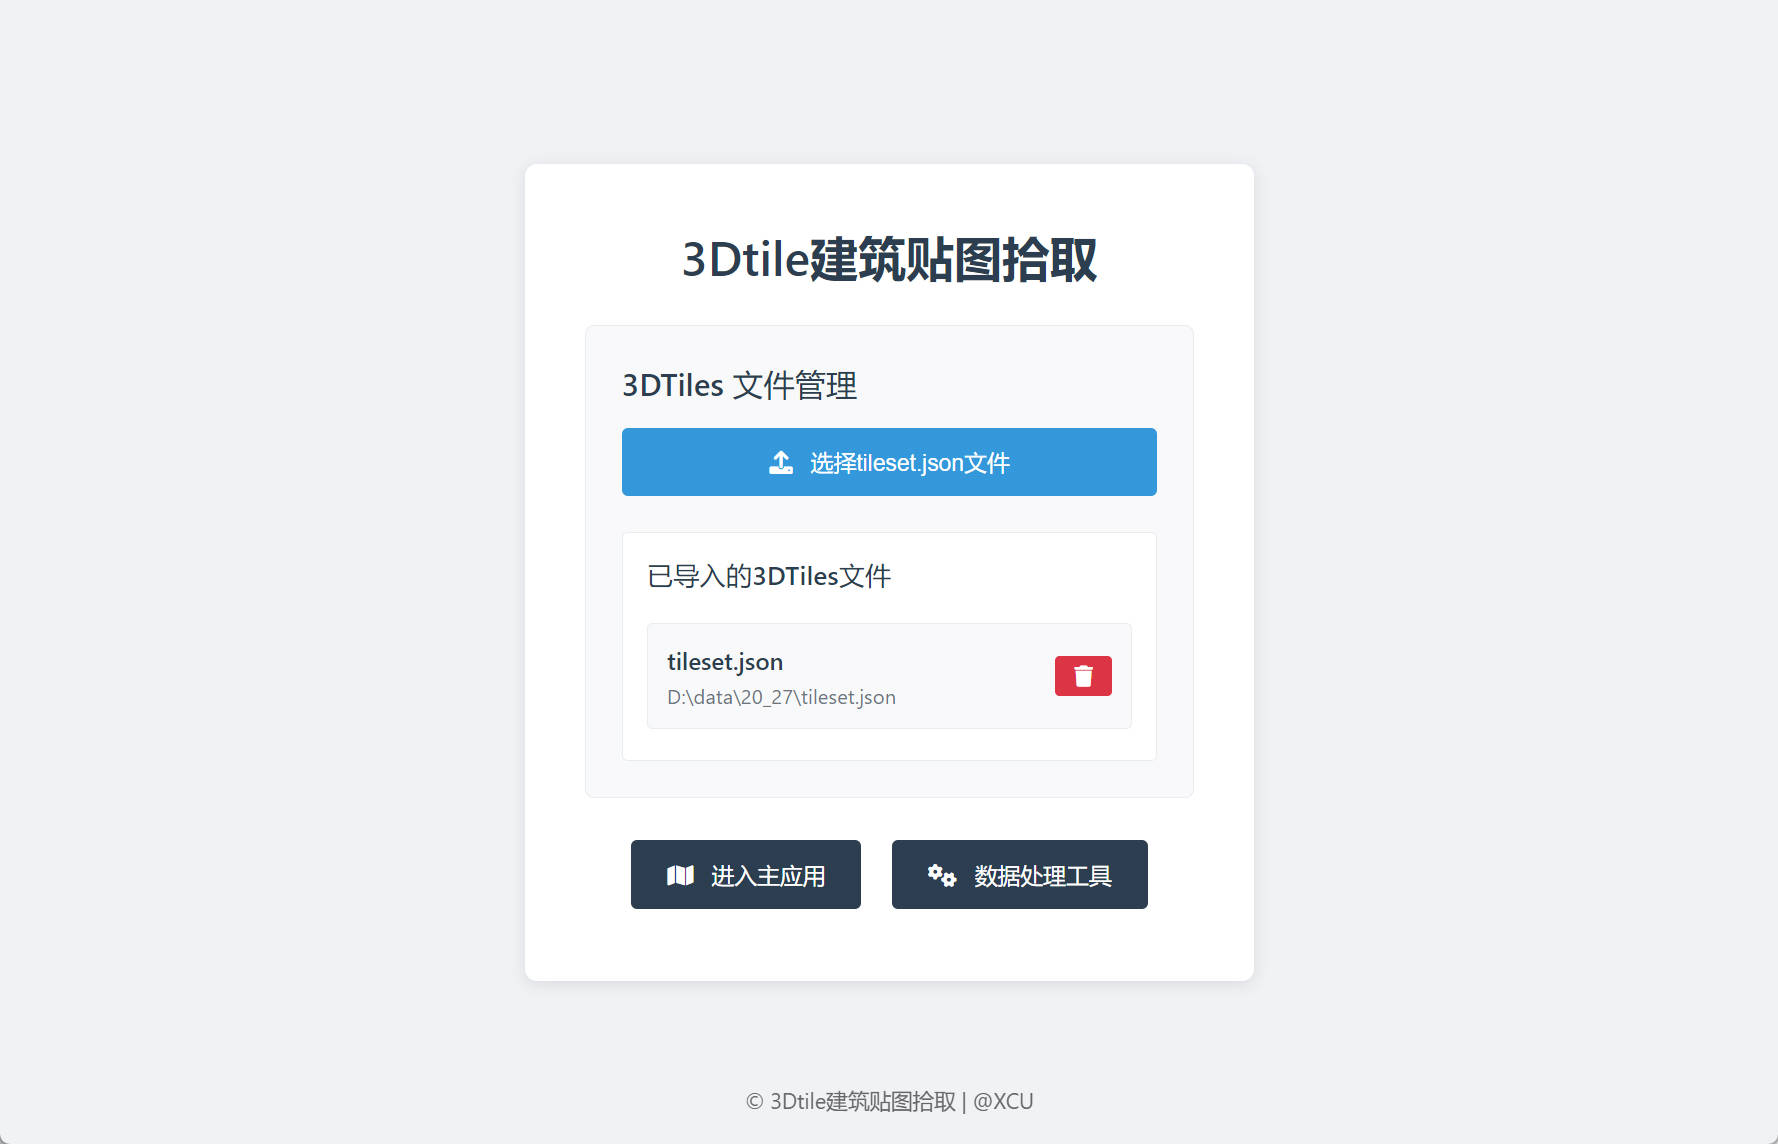 3Dtile建筑贴图拾取
3DTiles 文件管理
选择tileset.json文件
已导入的3DTiles文件
tileset.json
D:\data\20_27\tileset.json
进入主应用
数据处理工具
© 3Dtile建筑贴图拾取 | @XCU